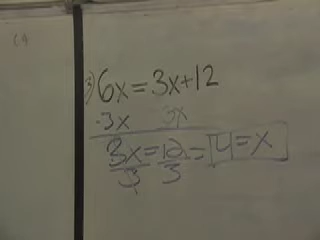 3) 6x = 3x+12
-3x 3x
3x = 12 = 4 = x
3 3